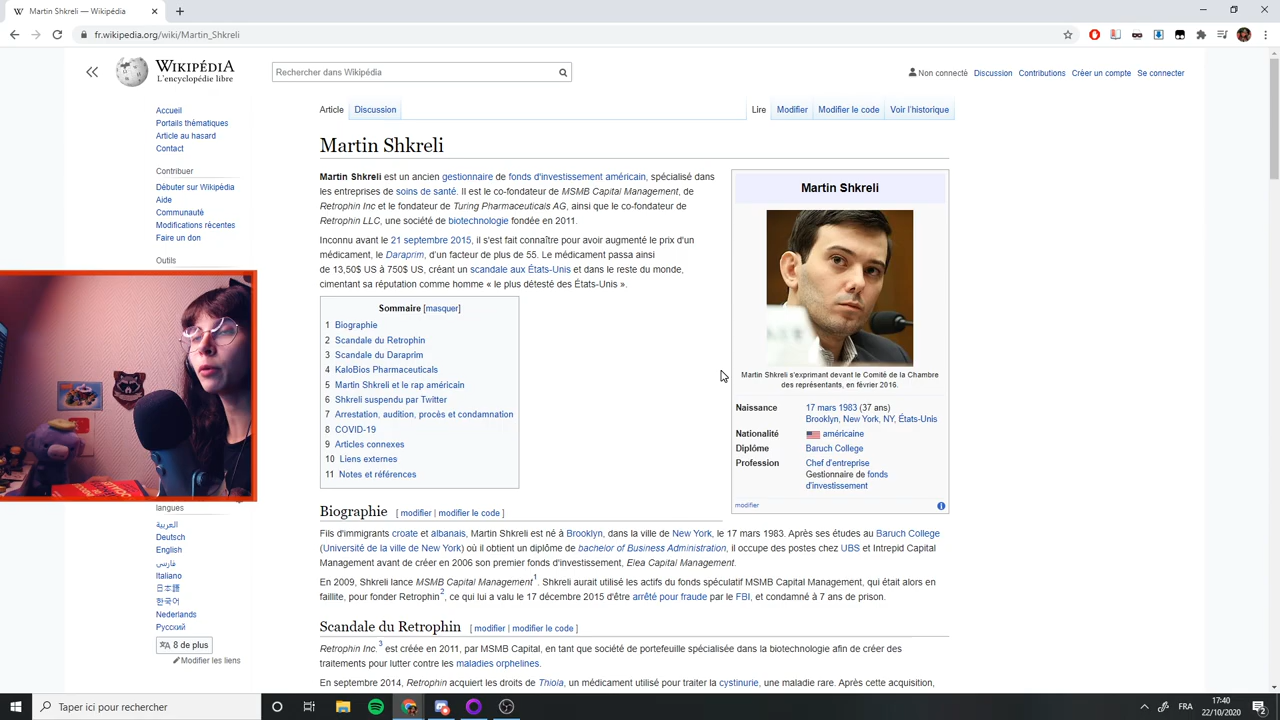 Martin Shkreli — Wikipédia
fr.wikipedia.org/wiki/Martin_Shkreli
WIKIPÉDIA
L'encyclopédie libre
Rechercher dans Wikipédia
Non connecté Discussion Contributions Créer un compte Se connecter
Accueil
Portails thématiques
Article au hasard
Contact
Contribuer
Débuter sur Wikipédia
Aide
Communauté
Modifications récentes
Faire un don
Outils
langues
العربية
Deutsch
English
فارسی
Italiano
日本語
한국어
Nederlands
Русский
8 de plus
Modifier les liens
Article Discussion Lire Modifier Modifier le code Voir l'historique
Martin Shkreli
Martin Shkreli est un ancien gestionnaire de fonds d'investissement américain, spécialisé dans
les entreprises de soins de santé. Il est le co-fondateur de MSMB Capital Management, de
Retrophin Inc et le fondateur de Turing Pharmaceuticals AG, ainsi que le co-fondateur de
Retrophin LLC, une société de biotechnologie fondée en 2011.
Inconnu avant le 21 septembre 2015, il s'est fait connaître pour avoir augmenté le prix d'un
médicament, le Daraprim, d'un facteur de plus de 55. Le médicament passa ainsi
de 13,50$ US à 750$ US, créant un scandale aux États-Unis et dans le reste du monde,
cimentant sa réputation comme homme « le plus détesté des États-Unis ».
Sommaire [masquer]
1 Biographie
2 Scandale du Retrophin
3 Scandale du Daraprim
4 KaloBios Pharmaceuticals
5 Martin Shkreli et le rap américain
6 Shkreli suspendu par Twitter
7 Arrestation, audition, procès et condamnation
8 COVID-19
9 Articles connexes
10 Liens externes
11 Notes et références
Martin Shkreli
Martin Shkreli s'exprimant devant le Comité de la Chambre
des représentants, en février 2016.
Naissance 17 mars 1983 (37 ans)
Brooklyn, New York, NY, États-Unis
Nationalité américaine
Diplôme Baruch College
Profession Chef d'entreprise
Gestionnaire de fonds
d'investissement
modifier
Biographie [ modifier | modifier le code ]
Fils d'immigrants croate et albanais, Martin Shkreli est né à Brooklyn, dans la ville de New York, le 17 mars 1983. Après ses études au Baruch College
(Université de la ville de New York) où il obtient un diplôme de bachelor of Business Administration, il occupe des postes chez UBS et Intrepid Capital
Management avant de créer en 2006 son premier fonds d'investissement, Elea Capital Management.
En 2009, Shkreli lance MSMB Capital Management1. Shkreli aurait utilisé les actifs du fonds spéculatif MSMB Capital Management, qui était alors en
faillite, pour fonder Retrophin2, ce qui lui a valu le 17 décembre 2015 d'être arrêté pour fraude par le FBI, et condamné à 7 ans de prison.
Scandale du Retrophin [ modifier | modifier le code ]
Retrophin Inc.3 est créée en 2011, par MSMB Capital, en tant que société de portefeuille spécialisée dans la biotechnologie afin de créer des
traitements pour lutter contre les maladies orphelines.
En septembre 2014, Retrophin acquiert les droits de Thiola, un médicament utilisé pour traiter la cystinurie, une maladie rare. Après cette acquisition,
Taper ici pour rechercher
FRA
17:40
22/10/2020
2